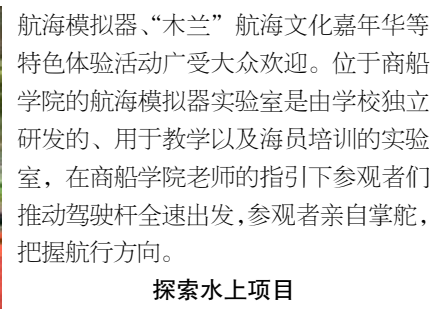 航海模拟器、“木兰”航海文化嘉年华等
特色体验活动广受大众欢迎。位于商船
学院的航海模拟器实验室是由学校独立
研发的、用于教学以及海员培训的实验
室，在商船学院老师的指引下参观者们
推动驾驶杆全速出发，参观者亲自掌舵，
把握航行方向。
探索水上项目